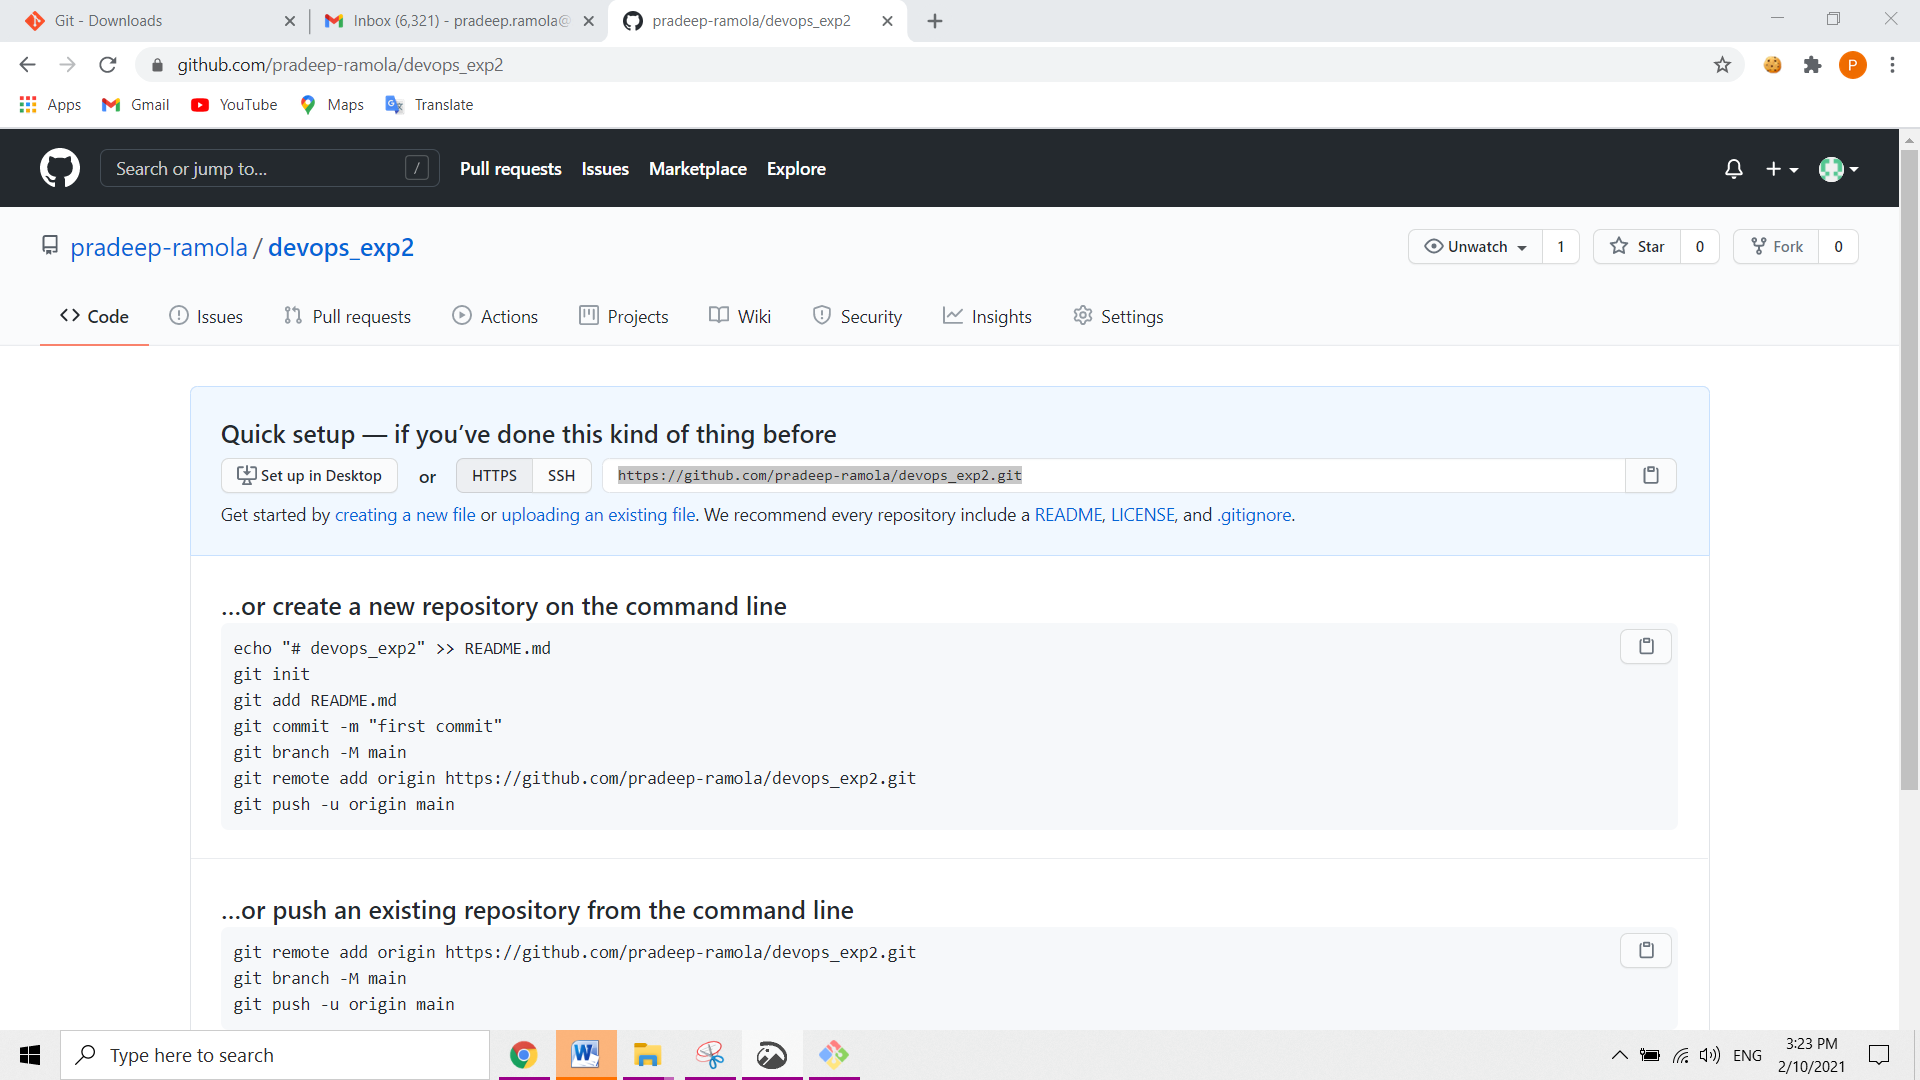 Git - Downloads
Inbox (6,321) - pradeep.ramola@
pradeep-ramola/devops_exp2
github.com/pradeep-ramola/devops_exp2
P
Apps Gmail YouTube Maps Translate
Search or jump to... /
Pull requests Issues Marketplace Explore
pradeep-ramola / devops_exp2
Unwatch 1 Star 0 Fork 0
Code Issues Pull requests Actions Projects Wiki Security Insights Settings
Quick setup — if you’ve done this kind of thing before
Set up in Desktop or HTTPS SSH https://github.com/pradeep-ramola/devops_exp2.git
Get started by creating a new file or uploading an existing file. We recommend every repository include a README, LICENSE, and .gitignore.
…or create a new repository on the command line
echo "# devops_exp2" >> README.md
git init
git add README.md
git commit -m "first commit"
git branch -M main
git remote add origin https://github.com/pradeep-ramola/devops_exp2.git
git push -u origin main
…or push an existing repository from the command line
git remote add origin https://github.com/pradeep-ramola/devops_exp2.git
git branch -M main
git push -u origin main
Type here to search
ENG
3:23 PM
2/10/2021